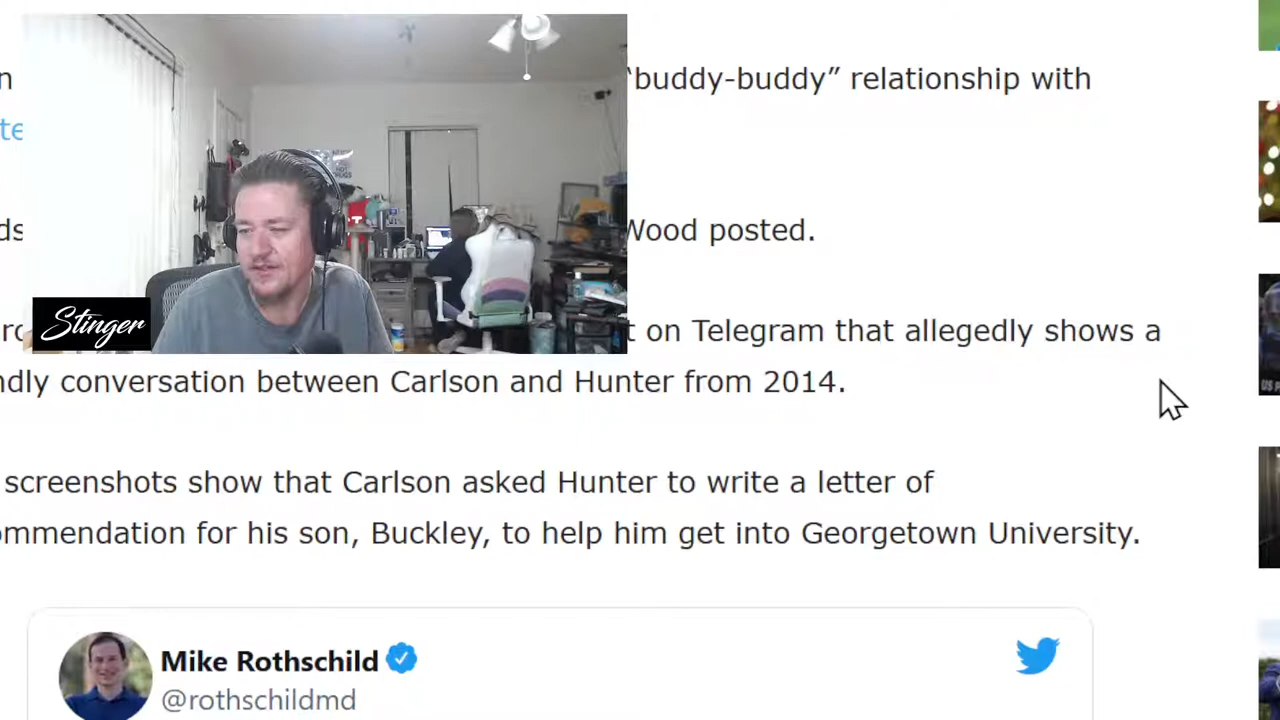 n "buddy-buddy" relationship with
te
ds Wood posted.
t on Telegram that allegedly shows a
ndly conversation between Carlson and Hunter from 2014.
screenshots show that Carlson asked Hunter to write a letter of
ommendation for his son, Buckley, to help him get into Georgetown University.
Stinger
Mike Rothschild
@rothschildmd